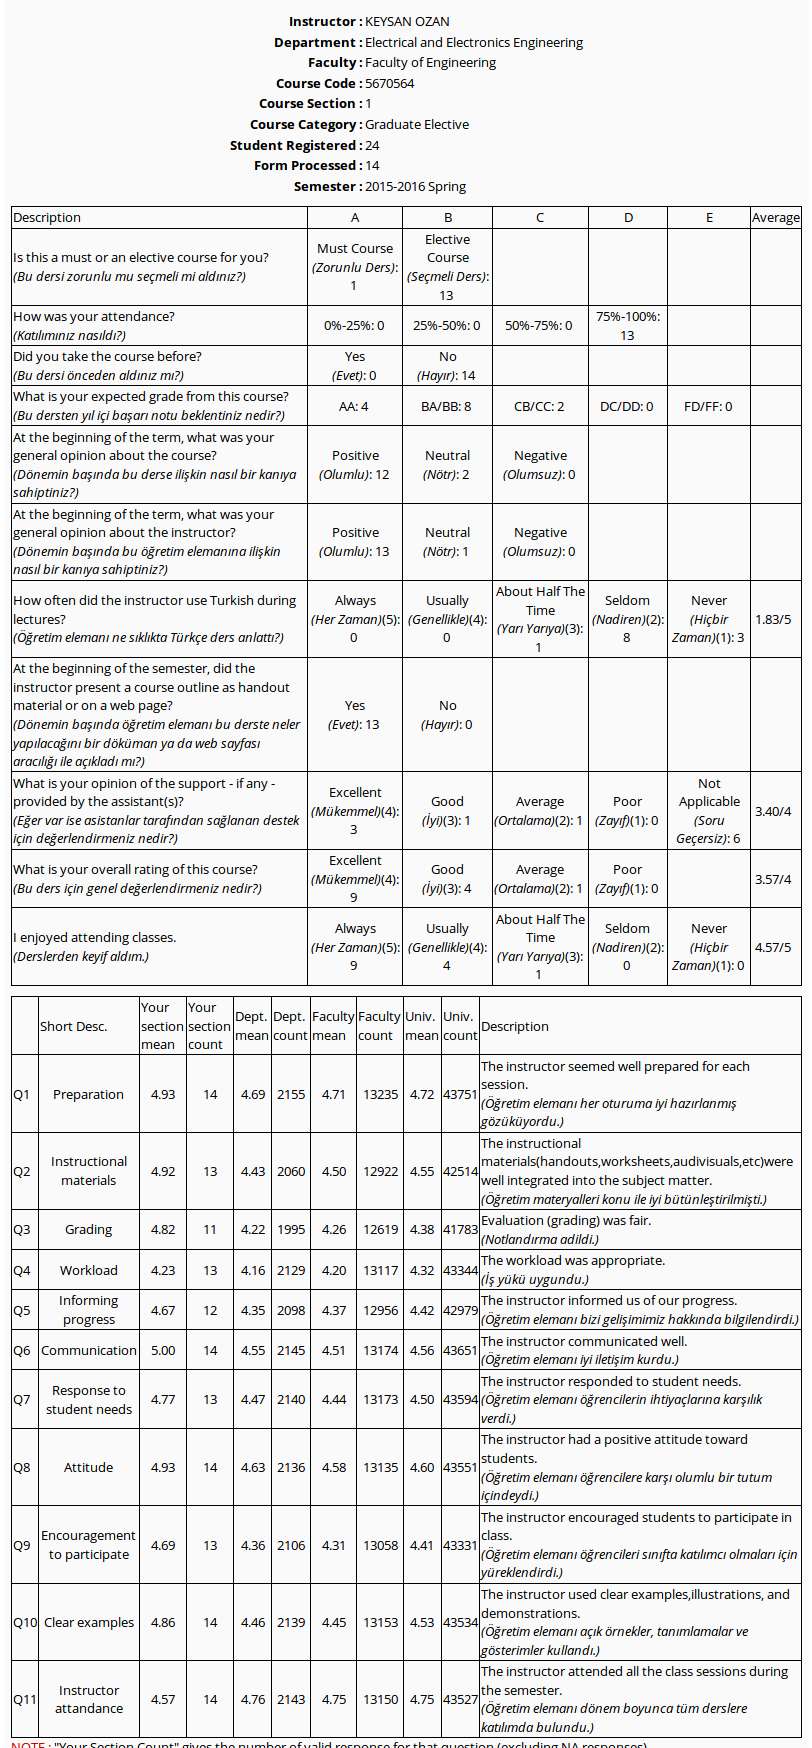 Instructor : KEYSAN OZAN
Department : Electrical and Electronics Engineering
Faculty : Faculty of Engineering
Course Code : 5670564
Course Section : 1
Course Category : Graduate Elective
Student Registered : 24
Form Processed : 14
Semester : 2015-2016 Spring
Description A B C D E Average
Is this a must or an elective course for you?
(Bu dersi zorunlu mu seçmeli mi aldınız?)
Must Course
(Zorunlu Ders):
1
Elective
Course
(Seçmeli Ders):
13
How was your attendance?
(Katılımınız nasıldı?)
0%-25%: 0
25%-50%: 0
50%-75%: 0
75%-100%:
13
Did you take the course before?
(Bu dersi önceden aldınız mı?)
Yes
(Evet): 0
No
(Hayır): 14
What is your expected grade from this course?
(Bu dersten yıl içi başarı notu beklentiniz nedir?)
AA: 4
BA/BB: 8
CB/CC: 2
DC/DD: 0
FD/FF: 0
At the beginning of the term, what was your
general opinion about the course?
(Dönemin başında bu derse ilişkin nasıl bir kanıya
sahiptiniz?)
Positive
(Olumlu): 12
Neutral
(Nötr): 2
Negative
(Olumsuz): 0
At the beginning of the term, what was your
general opinion about the instructor?
(Dönemin başında bu öğretim elemanına ilişkin
nasıl bir kanıya sahiptiniz?)
Positive
(Olumlu): 13
Neutral
(Nötr): 1
Negative
(Olumsuz): 0
How often did the instructor use Turkish during
lectures?
(Öğretim elemanı ne sıklıkta Türkçe ders anlattı?)
Always
(Her Zaman)(5):
0
Usually
(Genellikle)(4):
0
About Half The
Time
(Yarı Yarıya)(3):
1
Seldom
(Nadiren)(2):
8
Never
(Hiçbir
Zaman)(1): 3
1.83/5
At the beginning of the semester, did the
instructor present a course outline as handout
material or on a web page?
(Dönemin başında öğretim elemanı bu derste neler
yapılacağını bir döküman ya da web sayfası
aracılığı ile açıkladı mı?)
Yes
(Evet): 13
No
(Hayır): 0
What is your opinion of the support - if any -
provided by the assistant(s)?
(Eğer var ise asistanlar tarafından sağlanan destek
için değerlendirmeniz nedir?)
Excellent
(Mükemmel)(4):
3
Good
(İyi)(3): 1
Average
(Ortalama)(2): 1
Poor
(Zayıf)(1): 0
Not
Applicable
(Soru
Geçersiz): 6
3.40/4
What is your overall rating of this course?
(Bu ders için genel değerlendirmeniz nedir?)
Excellent
(Mükemmel)(4):
9
Good
(İyi)(3): 4
Average
(Ortalama)(2): 1
Poor
(Zayıf)(1): 0
3.57/4
I enjoyed attending classes.
(Derslerden keyif aldım.)
Always
(Her Zaman)(5):
9
Usually
(Genellikle)(4):
4
About Half The
Time
(Yarı Yarıya)(3):
1
Seldom
(Nadiren)(2):
0
Never
(Hiçbir
Zaman)(1): 0
4.57/5
Short Desc.
Your
section
mean
Your
section
count
Dept.
mean
Dept.
count
Faculty
mean
Faculty
count
Univ.
mean
Univ.
count
Description
Q1 Preparation 4.93 14 4.69 2155 4.71 13235 4.72 43751
The instructor seemed well prepared for each
session.
(Öğretim elemanı her oturuma iyi hazırlanmış
gözüküyordu.)
Q2 Instructional
materials
4.92 13 4.43 2060 4.50 12922 4.55 42514
The instructional
materials(handouts,worksheets,audivisuals,etc)were
well integrated into the subject matter.
(Öğretim materyalleri konu ile iyi bütünleştirilmişti.)
Q3 Grading 4.82 11 4.22 1995 4.26 12619 4.38 41783
Evaluation (grading) was fair.
(Notlandırma adildi.)
Q4 Workload 4.23 13 4.16 2129 4.20 13117 4.32 43344
The workload was appropriate.
(İş yükü uygundu.)
Q5 Informing
progress
4.67 12 4.35 2098 4.37 12956 4.42 42979
The instructor informed us of our progress.
(Öğretim elemanı bizi gelişimimiz hakkında bilgilendirdi.)
Q6 Communication 5.00 14 4.55 2145 4.51 13174 4.56 43651
The instructor communicated well.
(Öğretim elemanı iyi iletişim kurdu.)
Q7 Response to
student needs
4.77 13 4.47 2140 4.44 13173 4.50 43594
The instructor responded to student needs.
(Öğretim elemanı öğrencilerin ihtiyaçlarına karşılık
verdi.)
Q8 Attitude 4.93 14 4.63 2136 4.58 13135 4.60 43551
The instructor had a positive attitude toward
students.
(Öğretim elemanı öğrencilere karşı olumlu bir tutum
içindeydi.)
Q9 Encouragement
to participate
4.69 13 4.36 2106 4.31 13058 4.41 43331
The instructor encouraged students to participate in
class.
(Öğretim elemanı öğrencileri sınıfta katılımcı olmaları için
yüreklendirdi.)
Q10 Clear examples 4.86 14 4.46 2139 4.45 13153 4.53 43534
The instructor used clear examples,illustrations, and
demonstrations.
(Öğretim elemanı açık örnekler, tanımlamalar ve
gösterimler kullandı.)
Q11 Instructor
attandance
4.57 14 4.76 2143 4.75 13150 4.75 43527
The instructor attended all the class sessions during
the semester.
(Öğretim elemanı dönem boyunca tüm derslere
katılımda bulundu.)
NOTE : "Your Section Count" gives the number of valid response for that question (excluding NA responses)